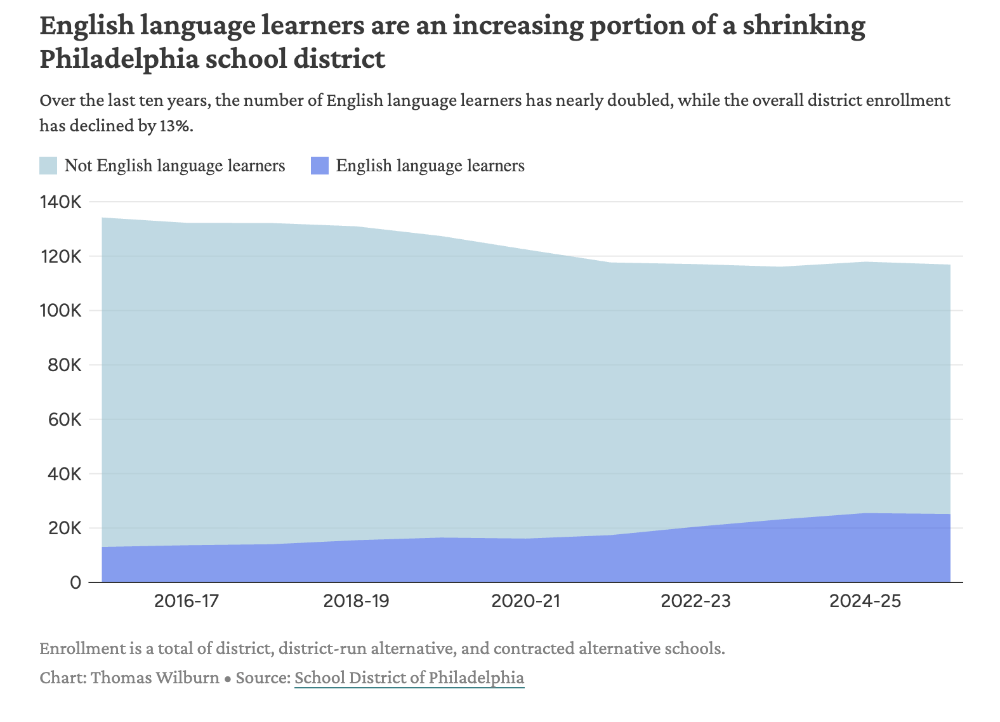 English language learners are an increasing portion of a shrinking
Philadelphia school district
Over the last ten years, the number of English language learners has nearly doubled, while the overall district enrollment
has declined by 13%.
Not English language learners English language learners
140K
120K
100K
80K
60K
40K
20K
0
2016-17 2018-19 2020-21 2022-23 2024-25
Enrollment is a total of district, district-run alternative, and contracted alternative schools.
Chart: Thomas Wilburn • Source: School District of Philadelphia